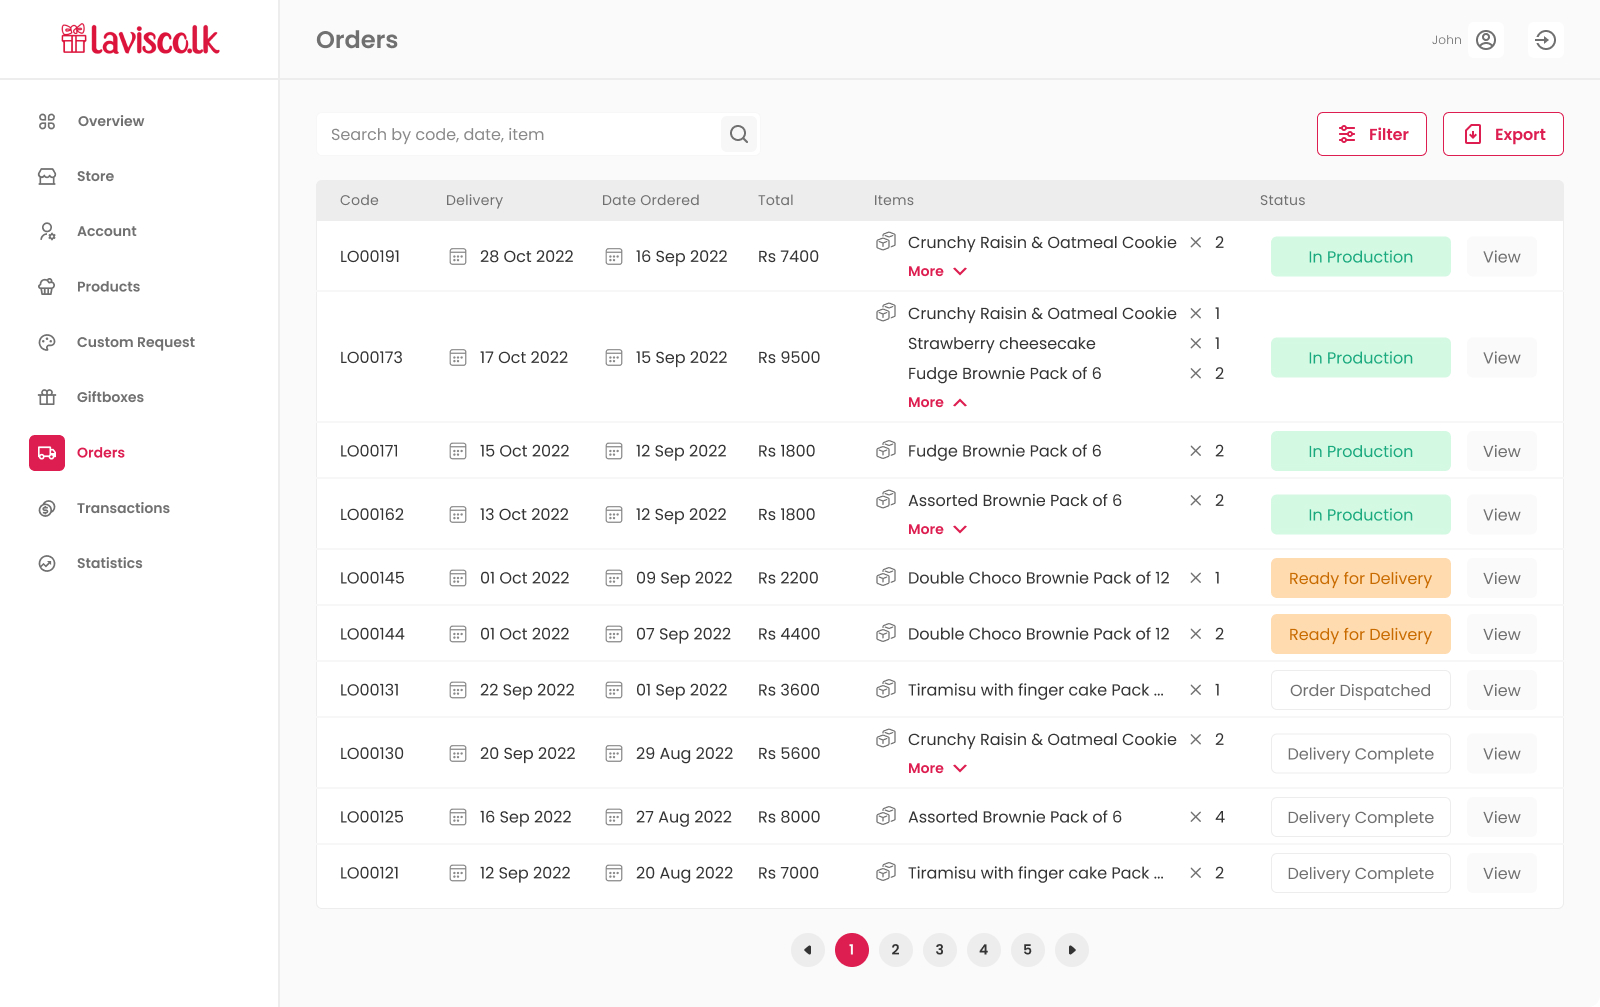 Lavisco.lk
Orders
John
Overview
Store
Account
Products
Custom Request
Giftboxes
Orders
Transactions
Statistics
Search by code, date, item
Filter
Export
Code Delivery Date Ordered Total Items Status
LO00191 28 Oct 2022 16 Sep 2022 Rs 7400 Crunchy Raisin & Oatmeal Cookie × 2 In Production View
More
LO00173 17 Oct 2022 15 Sep 2022 Rs 9500 Crunchy Raisin & Oatmeal Cookie × 1 In Production View
Strawberry cheesecake × 1
Fudge Brownie Pack of 6 × 2
More
LO00171 15 Oct 2022 12 Sep 2022 Rs 1800 Fudge Brownie Pack of 6 × 2 In Production View
LO00162 13 Oct 2022 12 Sep 2022 Rs 1800 Assorted Brownie Pack of 6 × 2 In Production View
More
LO00145 01 Oct 2022 09 Sep 2022 Rs 2200 Double Choco Brownie Pack of 12 × 1 Ready for Delivery View
LO00144 01 Oct 2022 07 Sep 2022 Rs 4400 Double Choco Brownie Pack of 12 × 2 Ready for Delivery View
LO00131 22 Sep 2022 01 Sep 2022 Rs 3600 Tiramisu with finger cake Pack ... × 1 Order Dispatched View
LO00130 20 Sep 2022 29 Aug 2022 Rs 5600 Crunchy Raisin & Oatmeal Cookie × 2 Delivery Complete View
More
LO00125 16 Sep 2022 27 Aug 2022 Rs 8000 Assorted Brownie Pack of 6 × 4 Delivery Complete View
LO00121 12 Sep 2022 20 Aug 2022 Rs 7000 Tiramisu with finger cake Pack ... × 2 Delivery Complete View
1 2 3 4 5